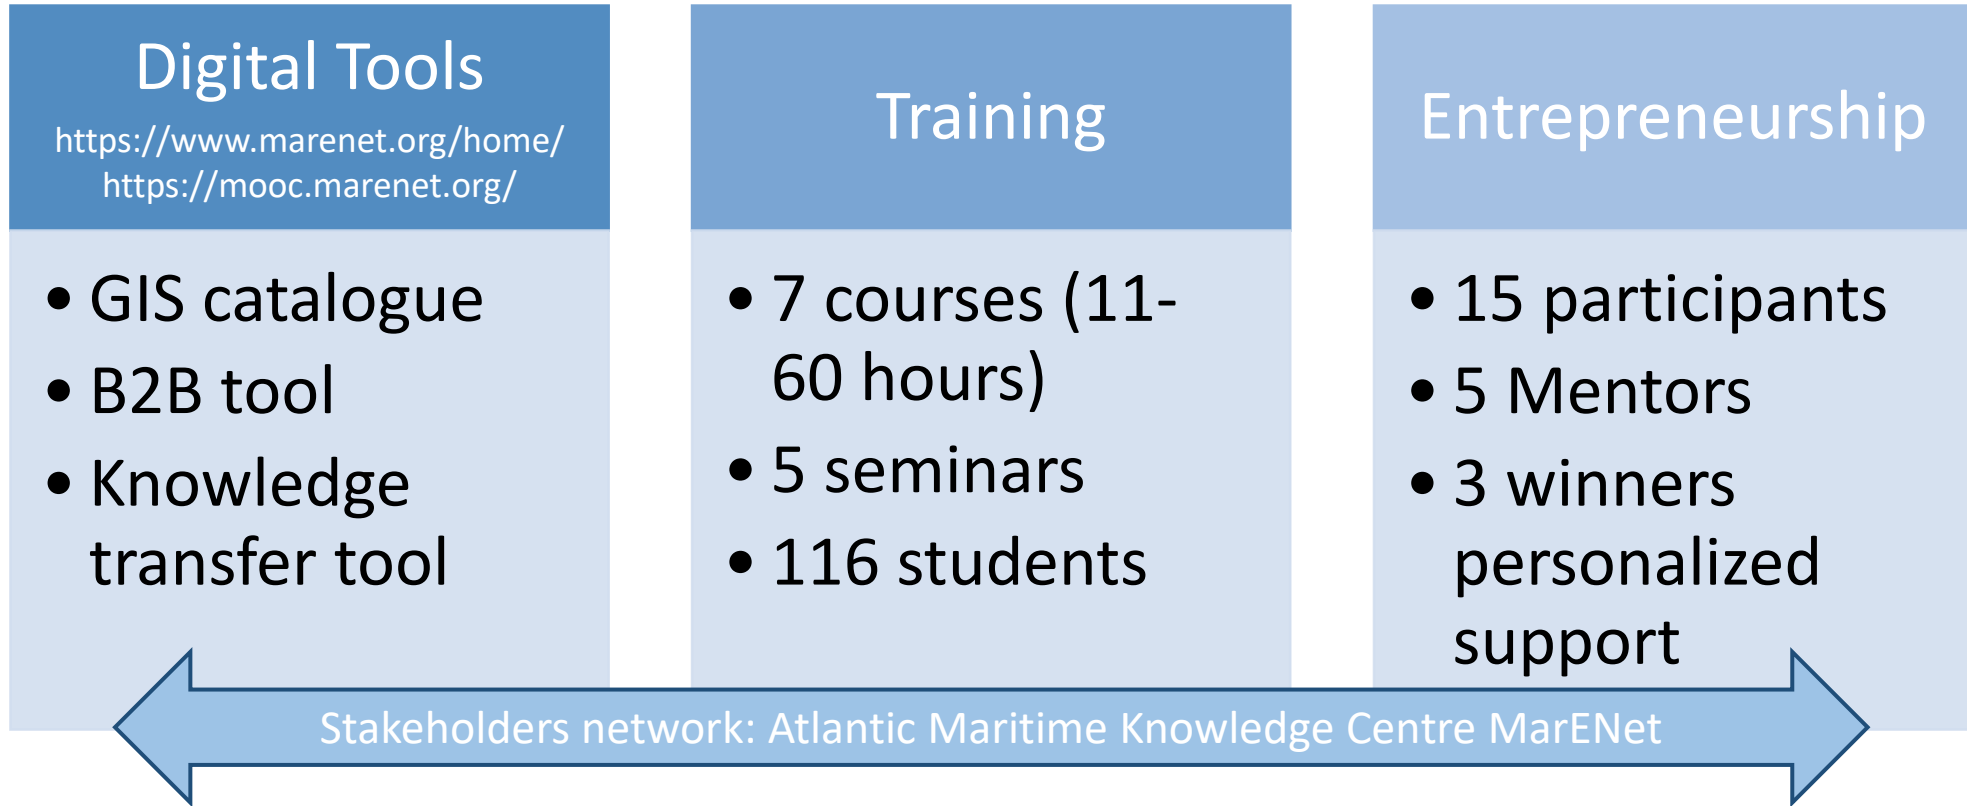 Digital Tools
https://www.marenet.org/home/
https://mooc.marenet.org/
• GIS catalogue
• B2B tool
• Knowledge
transfer tool
Training
• 7 courses (11-
60 hours)
• 5 seminars
• 116 students
Entrepreneurship
• 15 participants
• 5 Mentors
• 3 winners
personalized
support
Stakeholders network: Atlantic Maritime Knowledge Centre MarENet